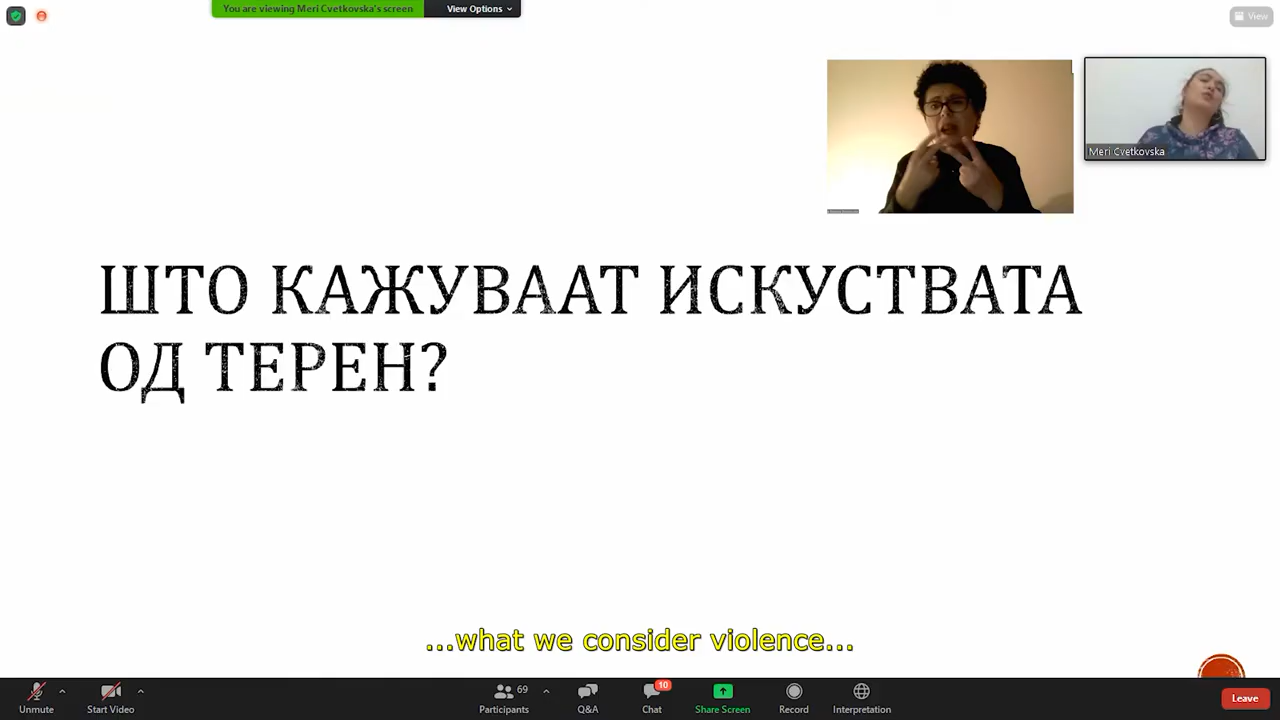 You are viewing Meri Cvetkovska's screen
View Options
View
Meri Cvetkovska
ШТО КАЖУВААТ ИСКУСТВАТА
ОД ТЕРЕН?
...what we consider violence...
69
10
Unmute
Start Video
Participants
Q&A
Chat
Share Screen
Record
Interpretation
Leave